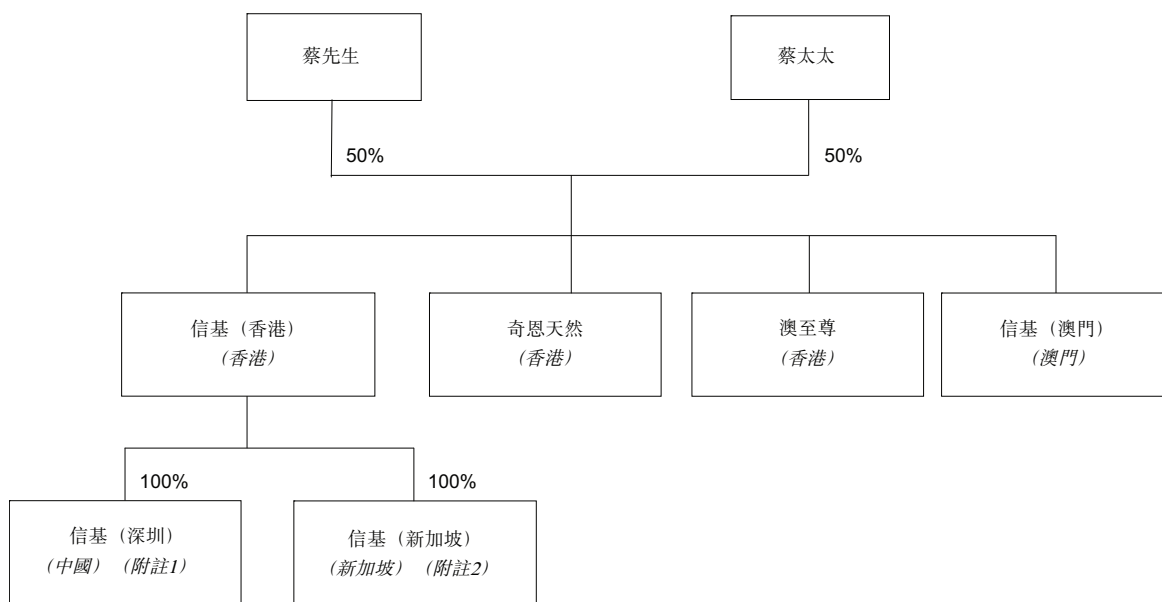 蔡先生
蔡太太
50%
50%
信基（香港）
（香港）
奇恩天然
（香港）
澳至尊
（香港）
信基（澳門）
（澳門）
100%
100%
信基（深圳）
（中國）（附註1）
信基（新加坡）
（新加坡）（附註2）